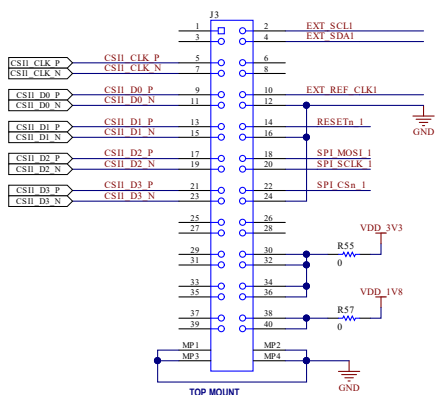 J3
1 2 EXT_SCL1
3 4 EXT_SDA1
CSI1_CLK_P CSI1_CLK_P 5 6
CSI1_CLK_N CSI1_CLK_N 7 8
CSI1_D0_P CSI1_D0_P 9 10 EXT_REF_CLK1
CSI1_D0_N CSI1_D0_N 11 12
GND
CSI1_D1_P CSI1_D1_P 13 14 RESETn_1
CSI1_D1_N CSI1_D1_N 15 16
CSI1_D2_P CSI1_D2_P 17 18 SPI_MOSI_1
CSI1_D2_N CSI1_D2_N 19 20 SPI_SCLK_1
CSI1_D3_P CSI1_D3_P 21 22 SPI_CSn_1
CSI1_D3_N CSI1_D3_N 23 24
25 26
27 28
VDD_3V3
29 30 R55
31 32 0
33 34
35 36
VDD_1V8
37 38 R57
39 40 0
MP1 MP2
MP3 MP4
GND
TOP MOUNT